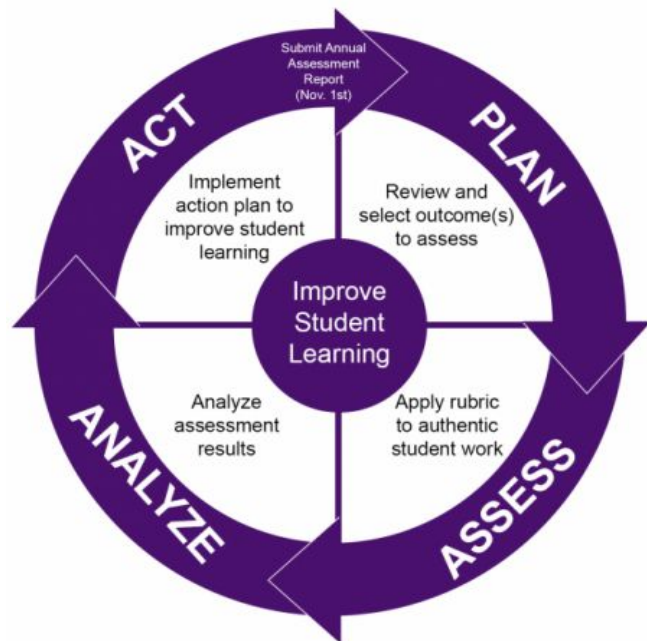 Submit Annual
Assessment
Report
(Nov. 1st)
ACT
PLAN
Implement
action plan to
improve student
learning
Review and
select outcome(s)
to assess
Improve
Student
Learning
Analyze
assessment
results
Apply rubric
to authentic
student work
ANALYZE
ASSESS